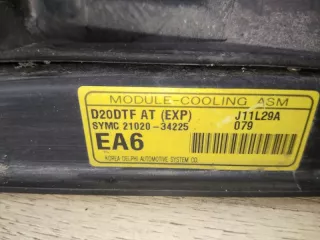 MODULE-COOLING ASM
D20DTF AT (EXP) J11L29A
SYMC 21020-34225 079
EA6
KOREA DELPHI AUTOMOTIVE SYSTEM CO.